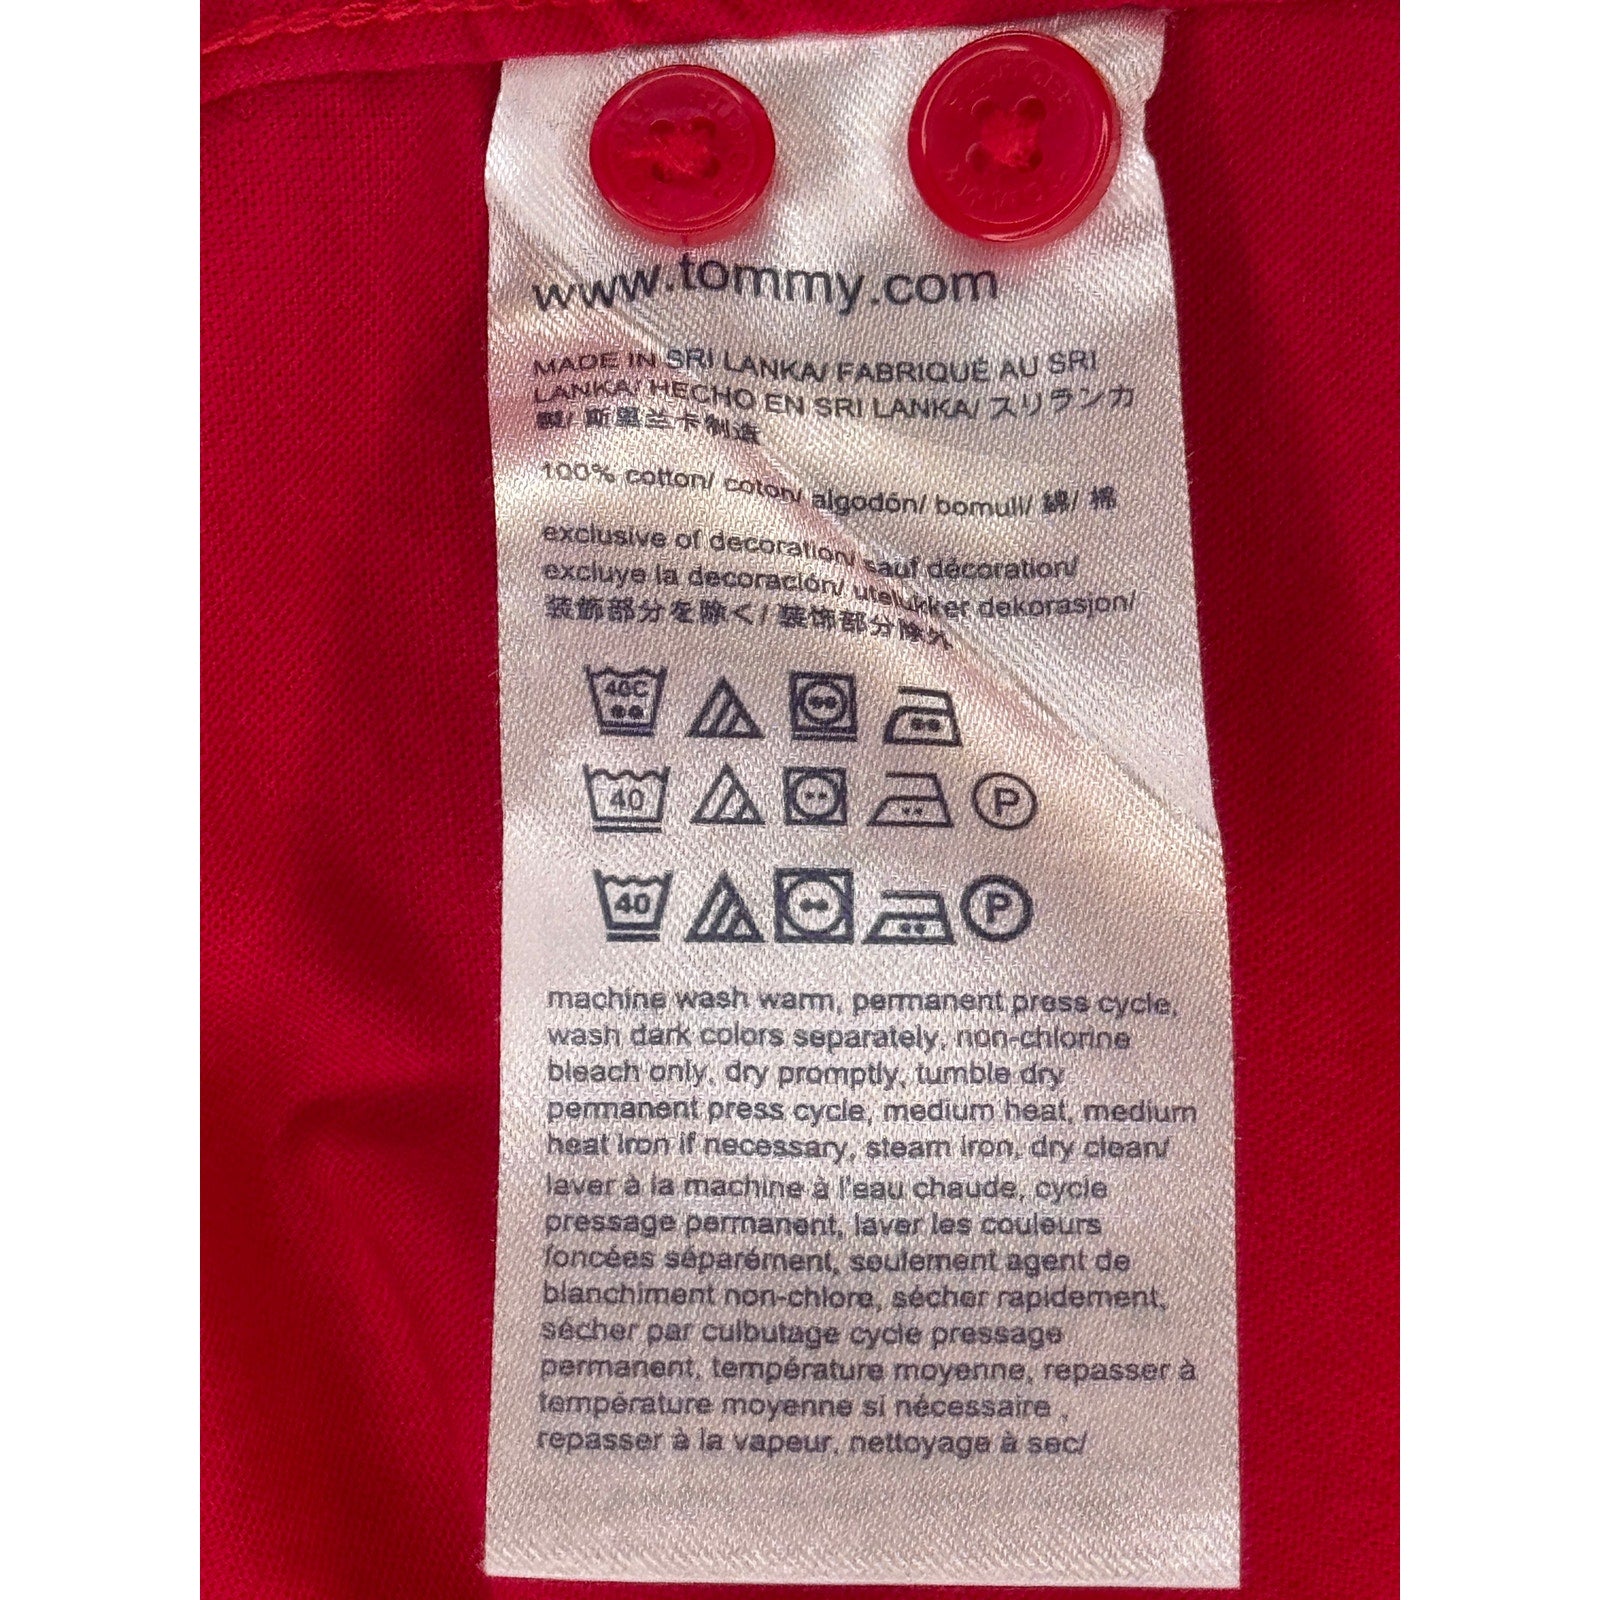 www.tommy.com
MADE IN SRI LANKA/ FABRIQUÉ AU SRI
LANKA/ HECHO EN SRI LANKA/ スリランカ
製/ 斯里兰卡制造
100% cotton/ coton/ algodón/ bomull/ 綿/ 棉
exclusive of decoration/ sauf décoration/
excluye la decoración/ utelukker dekorasjon/
装飾部分を除く/ 装饰部分除外
40C
40 P
40 P
machine wash warm, permanent press cycle,
wash dark colors separately, non-chlorine
bleach only, dry promptly, tumble dry
permanent press cycle, medium heat, medium
heat iron if necessary, steam iron, dry clean/
laver à la machine à l'eau chaude, cycle
pressage permanent, laver les couleurs
foncées séparément, seulement agent de
blanchiment non-chlore, sécher rapidement,
sécher par culbutage cycle pressage
permanent, température moyenne, repasser à
température moyenne si nécessaire ,
repasser à la vapeur, nettoyage à sec/